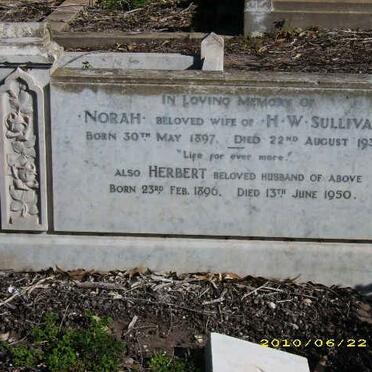 In Loving Memory of
· Norah · beloved wife of · H · W · Sulliva
Born 30th May 1897. Died 22nd August 193
"Life for ever more."
also Herbert beloved husband of above
Born 23rd Feb. 1896. Died 13th June 1950.
2010/06/22